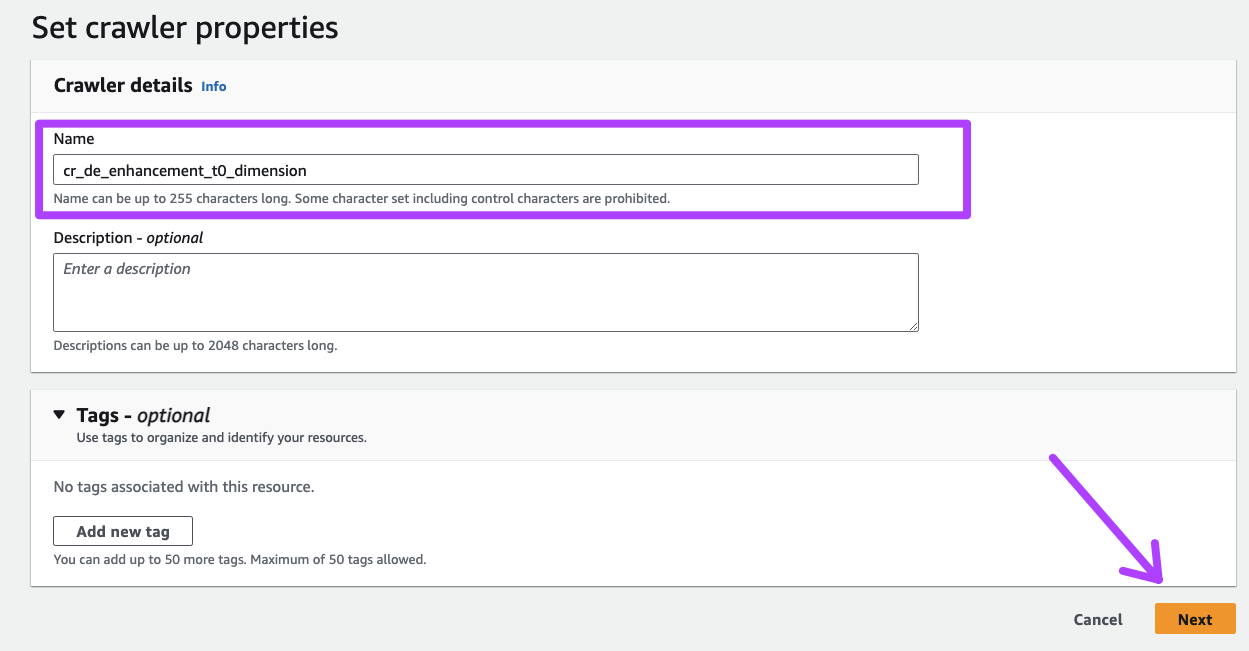 Set crawler properties
Crawler details Info
Name
cr_de_enhancement_t0_dimension
Name can be up to 255 characters long. Some character set including control characters are prohibited.
Description - optional
Enter a description
Descriptions can be up to 2048 characters long.
Tags - optional
Use tags to organize and identify your resources.
No tags associated with this resource.
Add new tag
You can add up to 50 more tags. Maximum of 50 tags allowed.
Cancel Next